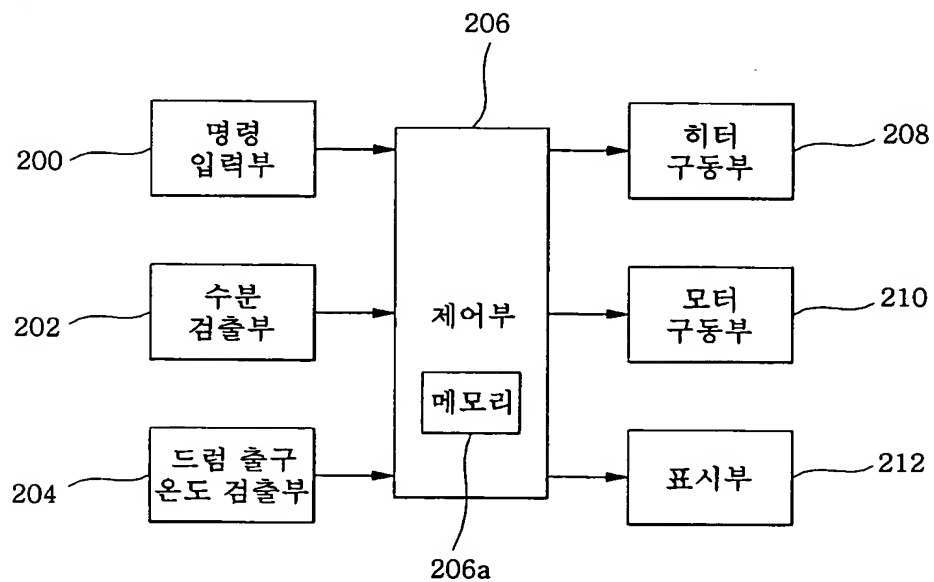 206
200
명령
입력부
히터
구동부
208
202
수분
검출부
제어부
모터
구동부
210
메모리
204
드럼 출구
온도 검출부
표시부
212
206a